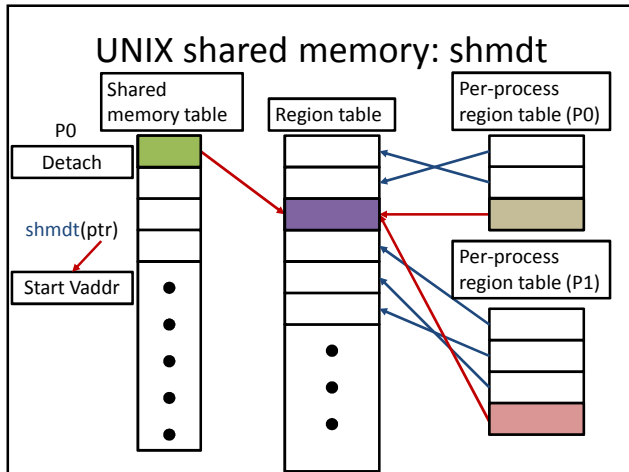 UNIX shared memory: shmdt
Shared
memory table
Region table
Per-process
region table (P0)
P0
Detach
shmdt(ptr)
Start Vaddr
Per-process
region table (P1)